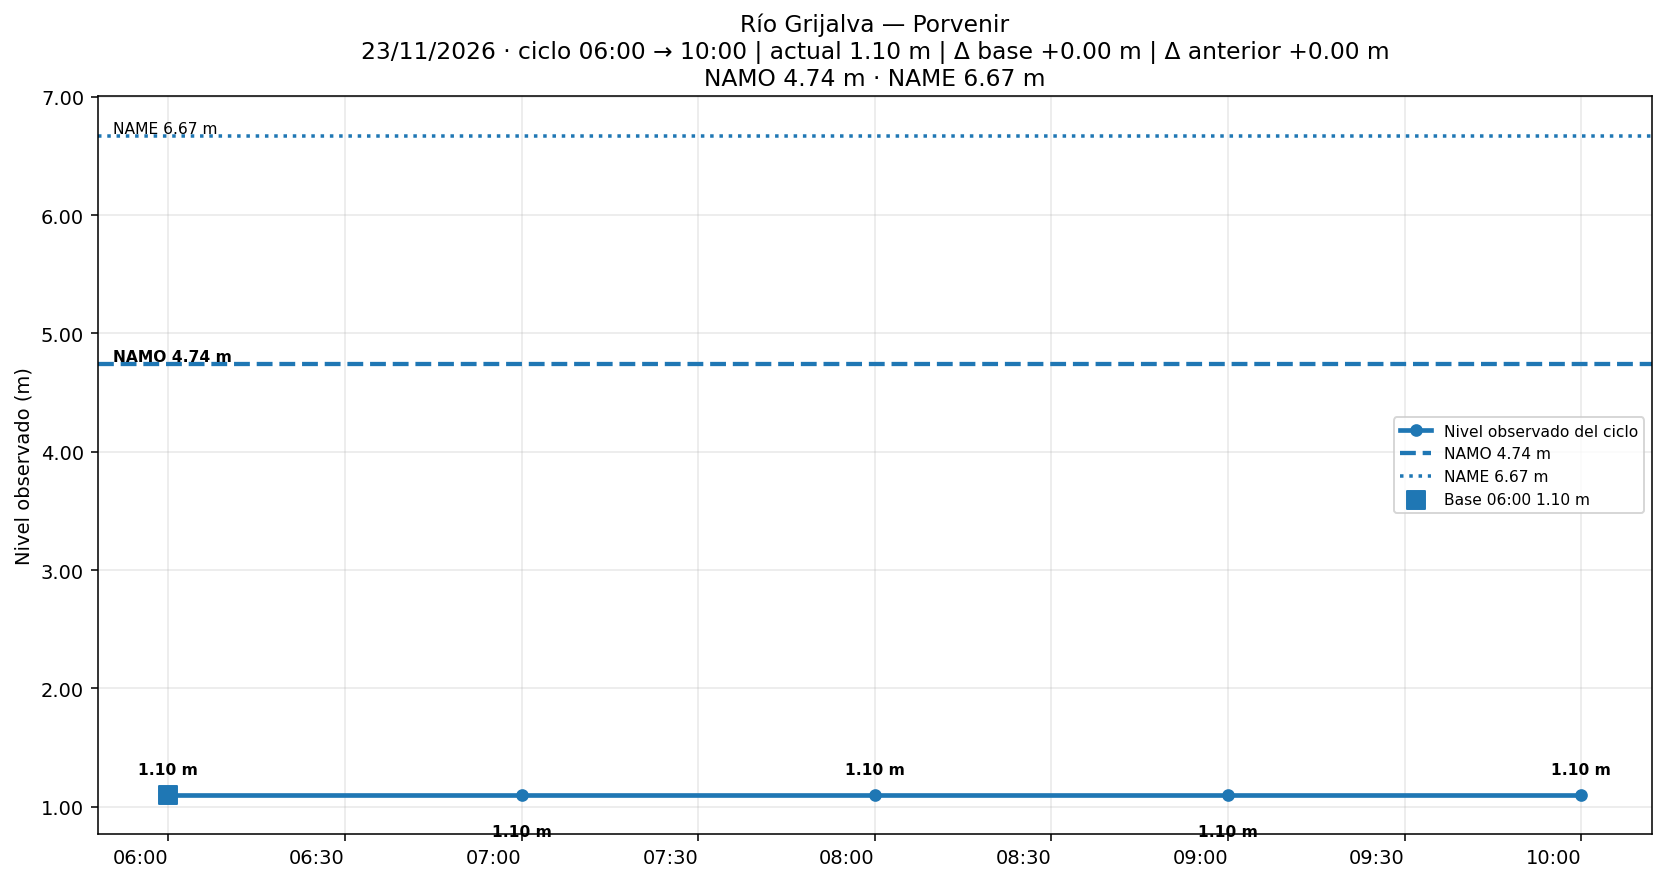 Río Grijalva — Porvenir
23/11/2026 · ciclo 06:00 → 10:00 | actual 1.10 m | Δ base +0.00 m | Δ anterior +0.00 m
NAMO 4.74 m · NAME 6.67 m
7.00
NAME 6.67 m
6.00
5.00
NAMO 4.74 m
Nivel observado (m)
Nivel observado del ciclo
NAMO 4.74 m
NAME 6.67 m
Base 06:00 1.10 m
4.00
3.00
2.00
1.10 m
1.10 m
1.10 m
1.00
1.10 m
1.10 m
06:00
06:30
07:00
07:30
08:00
08:30
09:00
09:30
10:00